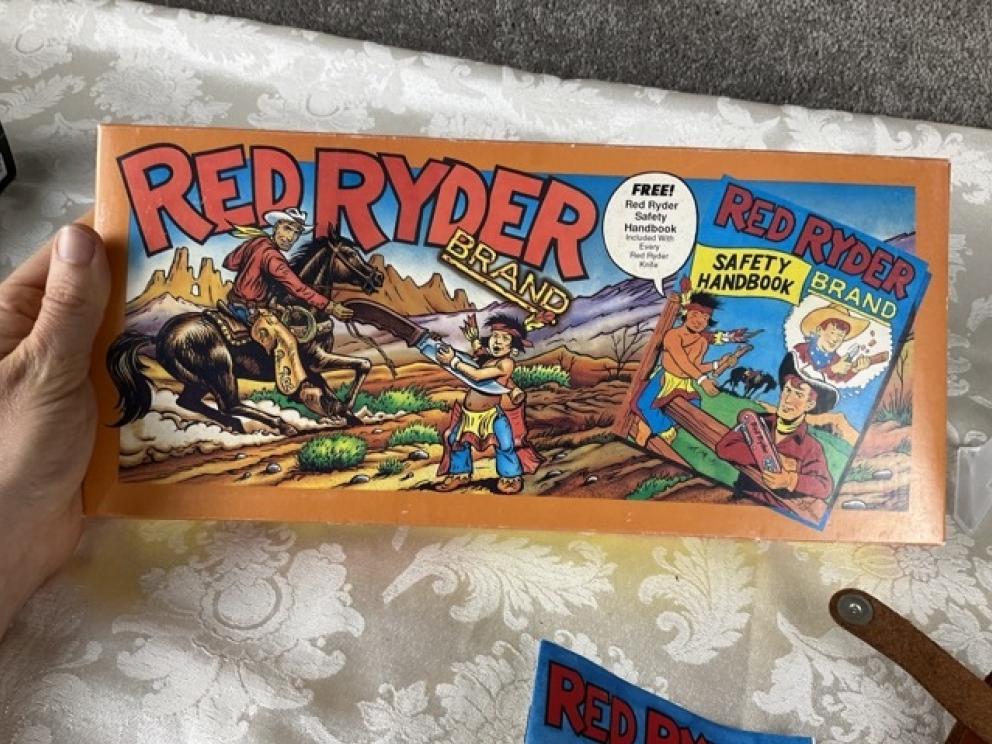 RED RYDER
BRAND
FREE!
Red Ryder
Safety
Handbook
Included With
Every
Red Ryder
Knife
RED RYDER
BRAND
SAFETY
HANDBOOK
RED RYDER